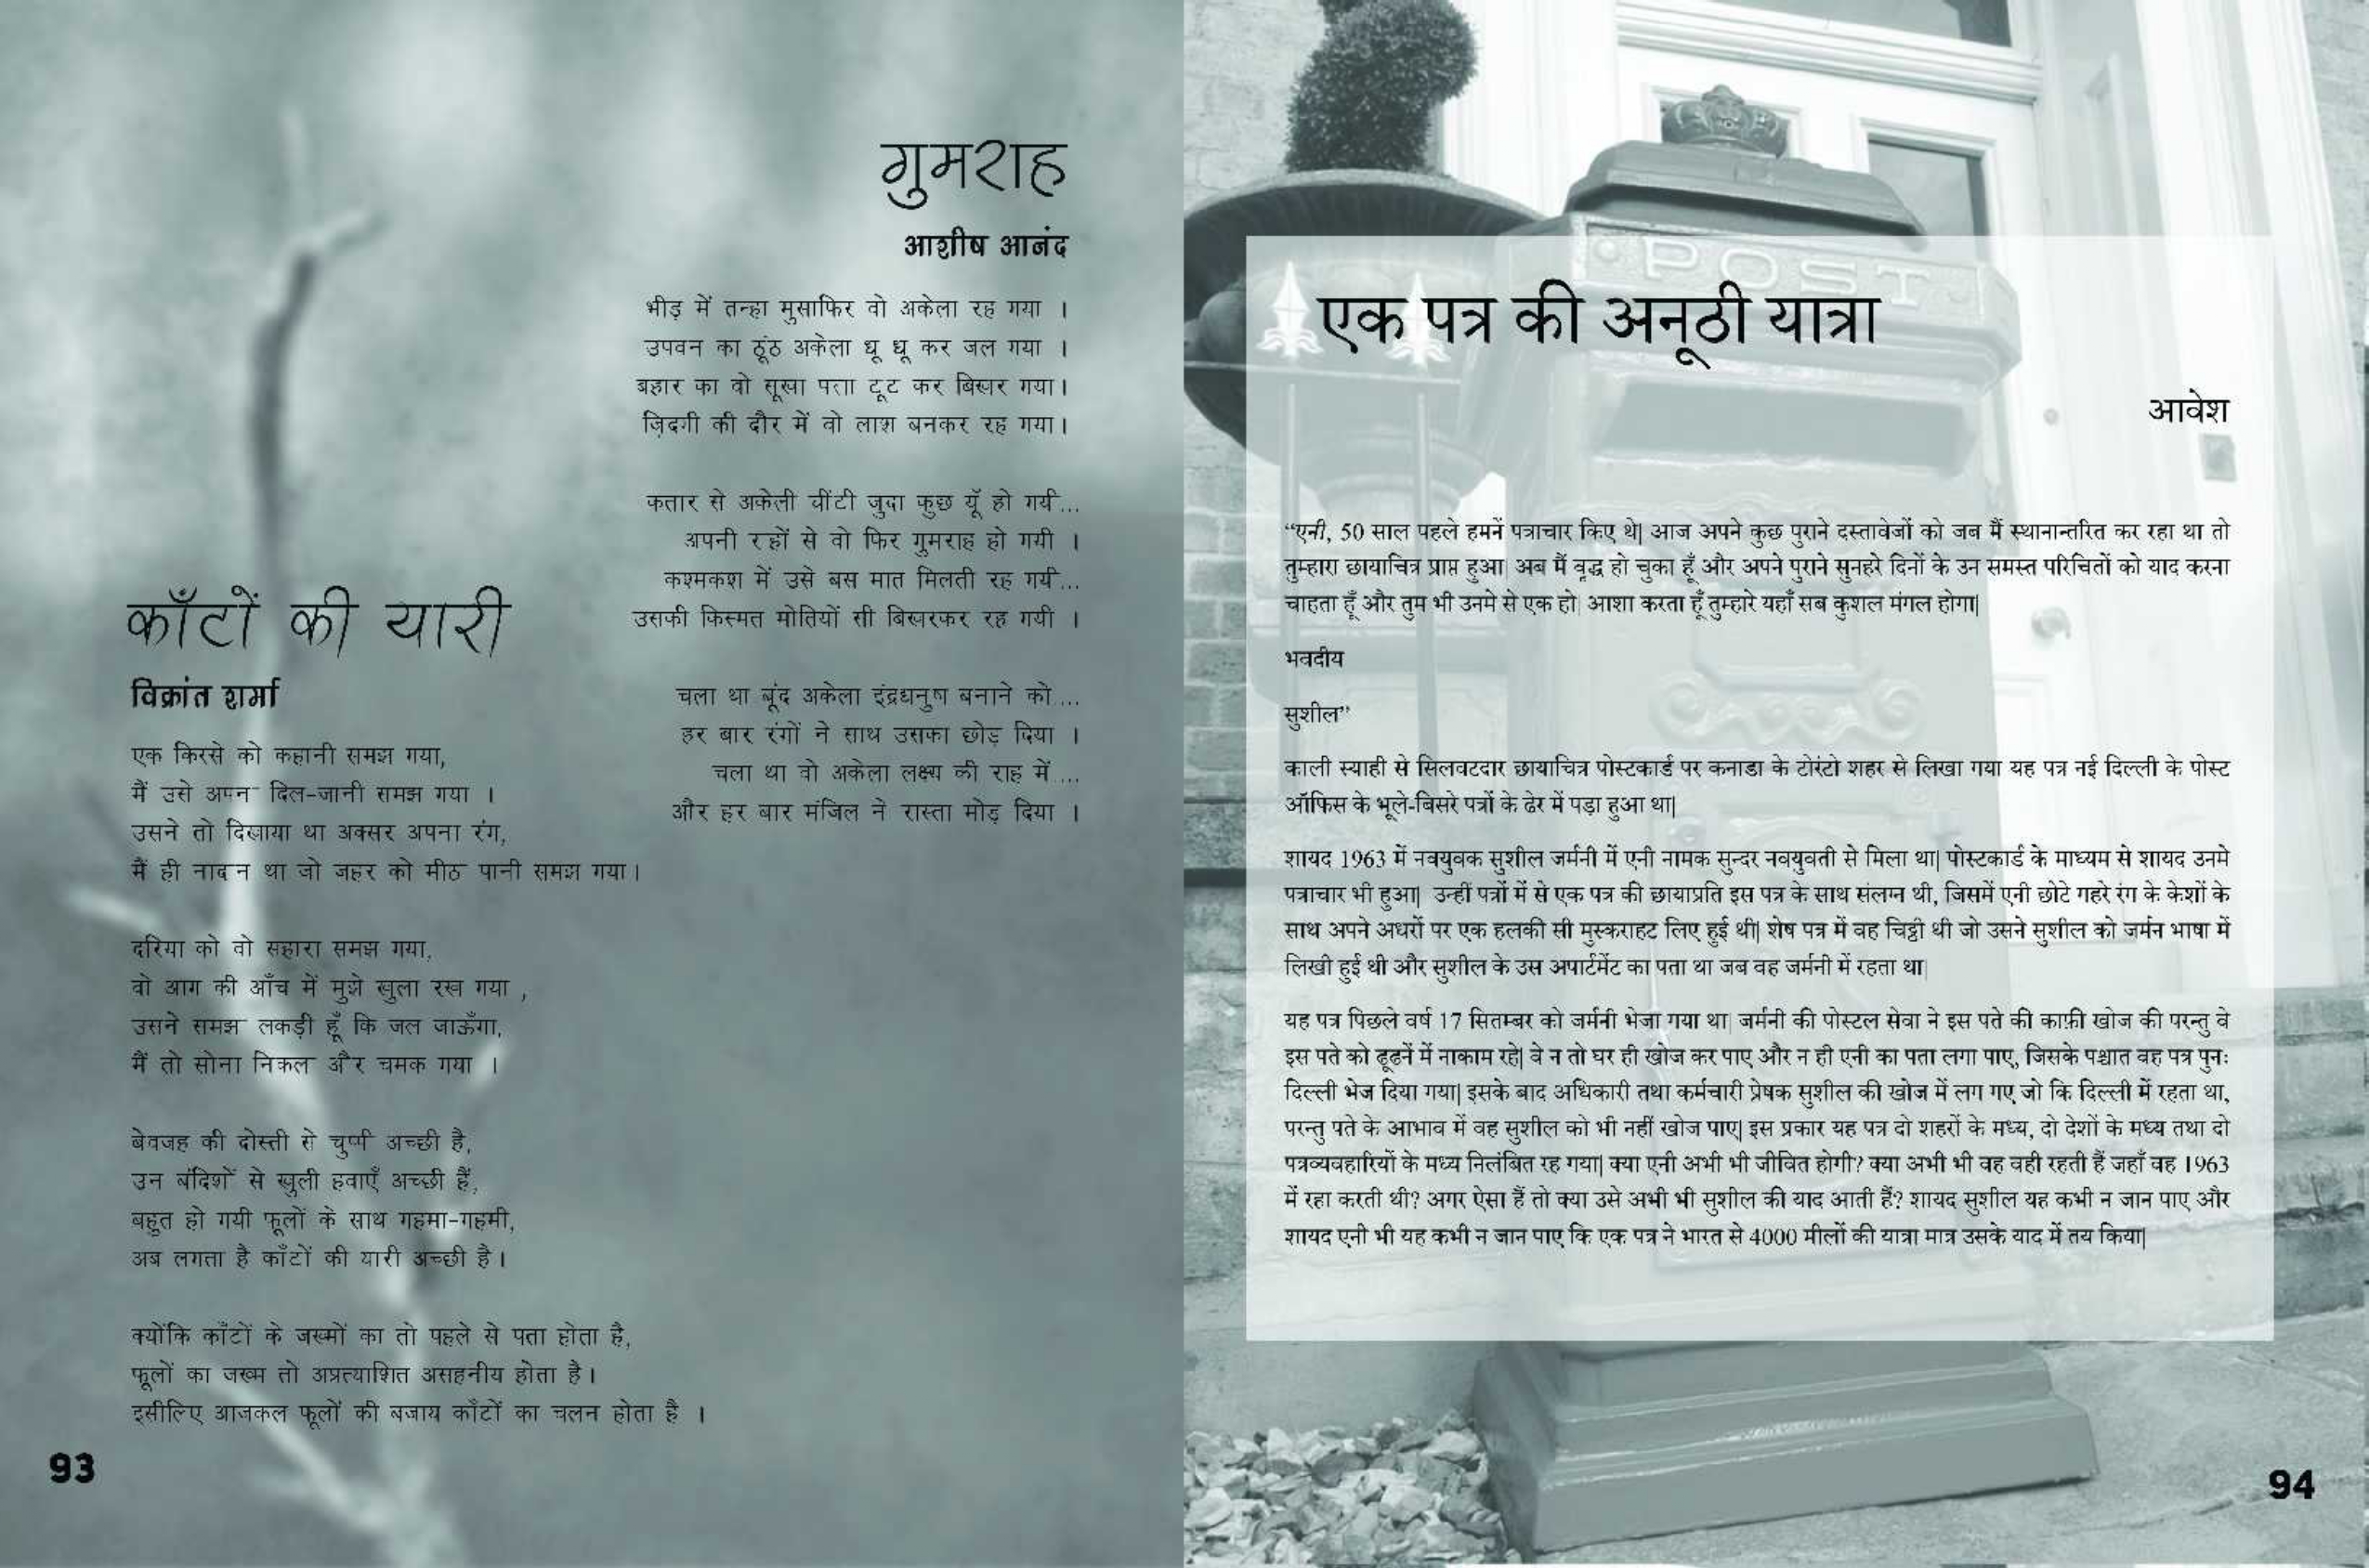 गुमराह
आशीष आनंद
भीड़ में तन्हा मुसाफिर वो अकेला रह गया ।
उपवन का ठूंठ अकेला धू धू कर जल गया ।
बहार का वो सूखा पत्ता टूट कर बिखर गया।
ज़िंदगी की दौर में वो लाश बनकर रह गया।
कतार से अकेली चींटी जुदा कुछ यूँ हो गयी...
अपनी राहों से वो फिर गुमराह हो गयी ।
कश्मकश में उसे बस मात मिलती रह गयी...
उसकी किस्मत मोतियों सी बिखरकर रह गयी ।
चला था बूंद अकेला इंद्रधनुष बनाने को....
हर बार रंगों ने साथ उसका छोड़ दिया ।
चला था वो अकेला लक्ष्य की राह में....
और हर बार मंजिल ने रास्ता मोड़ दिया ।
काँटों की यारी
विक्रांत शर्मा
एक किस्से को कहानी समझ गया,
मैं उसे अपना दिल-जानी समझ गया ।
उसने तो दिखाया था अक्सर अपना रंग,
मैं ही नादान था जो जहर को मीठा पानी समझ गया।
दरिया को वो सहारा समझ गया,
वो आग की आँच में मुझे खुला रख गया ,
उसने समझा लकड़ी हूँ कि जल जाऊँगा,
मैं तो सोना निकला और चमक गया ।
बेवजह की दोस्ती से चुप्पी अच्छी है,
उन बंदिशों से खुली हवाएँ अच्छी हैं,
बहुत हो गयी फूलों के साथ गहमा-गहमी,
अब लगता है काँटों की यारी अच्छी है।
क्योंकि काँटों के जख्मों का तो पहले से पता होता है,
फूलों का जख्म तो अप्रत्याशित असहनीय होता है।
इसीलिए आजकल फूलों की बजाय काँटों का चलन होता है ।
93
POST
एक पत्र की अनूठी यात्रा
आवेश
“एनी, 50 साल पहले हमनें पत्राचार किए थे| आज अपने कुछ पुराने दस्तावेजों को जब मैं स्थानान्तरित कर रहा था तो
तुम्हारा छायाचित्र प्राप्त हुआ| अब मैं वृद्ध हो चुका हूँ और अपने पुराने सुनहरे दिनों के उन समस्त परिचितों को याद करना
चाहता हूँ और तुम भी उनमे से एक हो| आशा करता हूँ तुम्हारे यहाँ सब कुशल मंगल होगा|
भवदीय
सुशील”
काली स्याही से सिलवटदार छायाचित्र पोस्टकार्ड पर कनाडा के टोरंटो शहर से लिखा गया यह पत्र नई दिल्ली के पोस्ट
ऑफिस के भूले-बिसरे पत्रों के ढेर में पड़ा हुआ था|
शायद 1963 में नवयुवक सुशील जर्मनी में एनी नामक सुन्दर नवयुवती से मिला था| पोस्टकार्ड के माध्यम से शायद उनमे
पत्राचार भी हुआ| उन्हीं पत्रों में से एक पत्र की छायाप्रति इस पत्र के साथ संलग्न थी, जिसमें एनी छोटे गहरे रंग के केशों के
साथ अपने अधरों पर एक हलकी सी मुस्कराहट लिए हुई थी| शेष पत्र में वह चिट्ठी थी जो उसने सुशील को जर्मन भाषा में
लिखी हुई थी और सुशील के उस अपार्टमेंट का पता था जब वह जर्मनी में रहता था|
यह पत्र पिछले वर्ष 17 सितम्बर को जर्मनी भेजा गया था| जर्मनी की पोस्टल सेवा ने इस पते की काफ़ी खोज की परन्तु वे
इस पते को ढूढनें में नाकाम रहे| वे न तो घर ही खोज कर पाए और न ही एनी का पता लगा पाए, जिसके पश्चात वह पत्र पुनः
दिल्ली भेज दिया गया| इसके बाद अधिकारी तथा कर्मचारी प्रेषक सुशील की खोज में लग गए जो कि दिल्ली में रहता था,
परन्तु पते के आभाव में वह सुशील को भी नहीं खोज पाए| इस प्रकार यह पत्र दो शहरों के मध्य, दो देशों के मध्य तथा दो
पत्रव्यवहारियों के मध्य निलंबित रह गया| क्या एनी अभी भी जीवित होगी? क्या अभी भी वह वही रहती हैं जहाँ वह 1963
में रहा करती थी? अगर ऐसा हैं तो क्या उसे अभी भी सुशील की याद आती हैं? शायद सुशील यह कभी न जान पाए और
शायद एनी भी यह कभी न जान पाए कि एक पत्र ने भारत से 4000 मीलों की यात्रा मात्र उसके याद में तय किया|
94